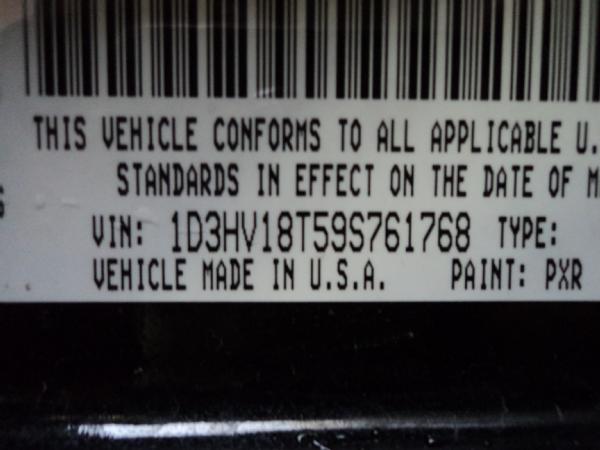 THIS VEHICLE CONFORMS TO ALL APPLICABLE U.
STANDARDS IN EFFECT ON THE DATE OF M
VIN: 1D3HV18T59S761768 TYPE:
VEHICLE MADE IN U.S.A. PAINT: PXR